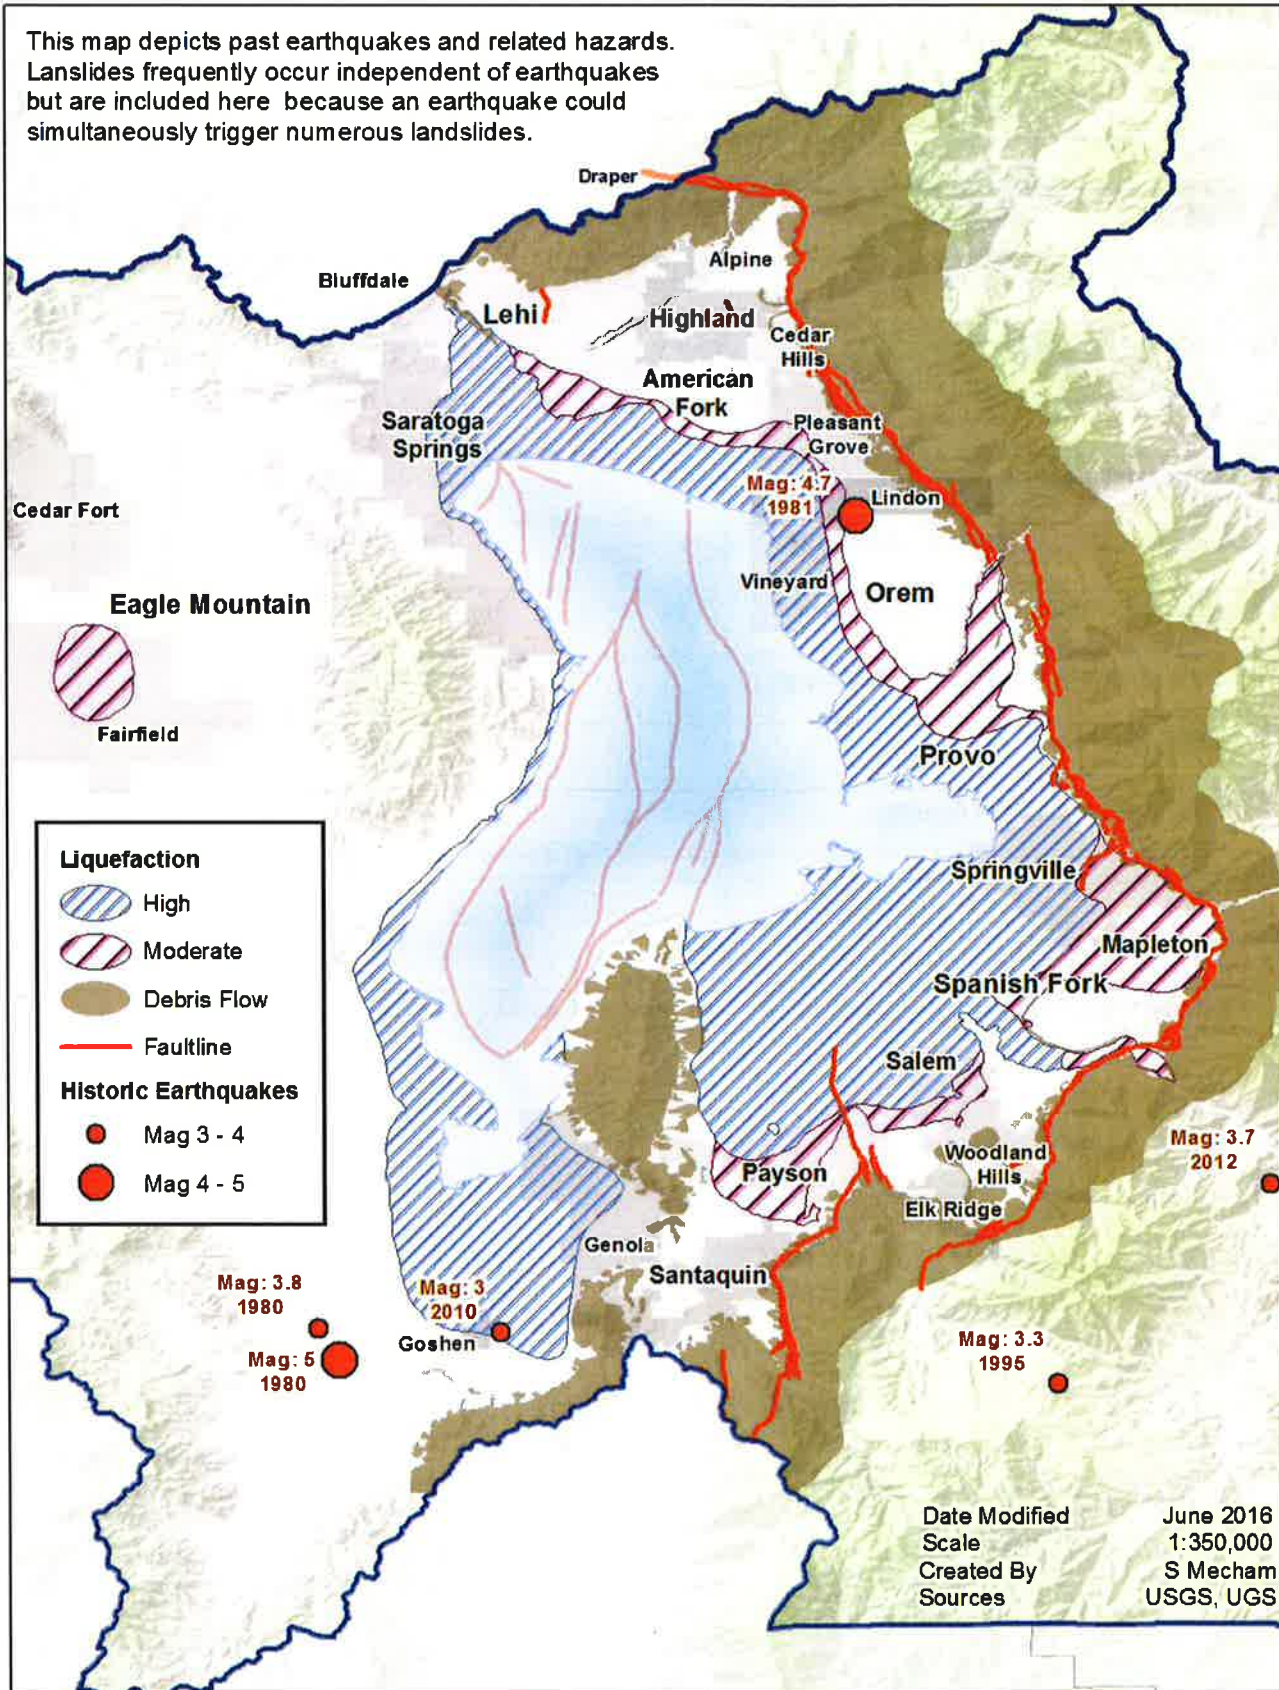 This map depicts past earthquakes and related hazards.
Lanslides frequently occur independent of earthquakes
but are included here because an earthquake could
simultaneously trigger numerous landslides.
Draper
Alpine
Bluffdale
Lehi
Highland
Cedar
Hills
American
Fork
Saratoga
Springs
Pleasant
Grove
Mag: 4.7
1981
Lindon
Cedar Fort
Vineyard
Orem
Eagle Mountain
Fairfield
Provo
Liquefaction
High
Moderate
Debris Flow
Faultline
Historic Earthquakes
Mag 3 - 4
Mag 4 - 5
Springville
Mapleton
Spanish Fork
Salem
Woodland
Hills
Payson
Elk Ridge
Mag: 3.7
2012
Genola
Santaquin
Mag: 3.8
1980
Mag: 3
2010
Goshen
Mag: 5
1980
Mag: 3.3
1995
Date Modified June 2016
Scale 1:350,000
Created By S Mecham
Sources USGS, UGS